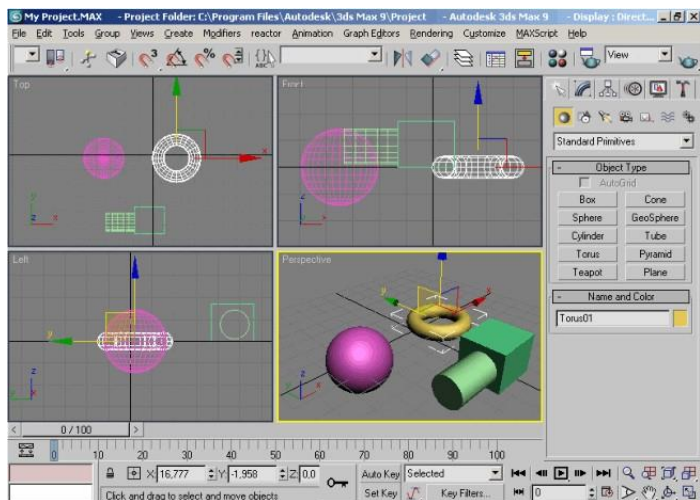 My Project.MAX - Project Folder: C:\Program Files\Autodesk\3ds Max 9\Project - Autodesk 3ds Max 9 - Display : Direct...
File Edit Tools Group Views Create Modifiers reactor Animation Graph Editors Rendering Customize MAXScript Help
3 % ABC View
Top
Front
Left
Perspective
Standard Primitives
- Object Type
AutoGrid
Box Cone
Sphere GeoSphere
Cylinder Tube
Torus Pyramid
Teapot Plane
- Name and Color
Torus01
x y z
x y z
x y z
x y z
< 0 / 100 >
0 10 20 30 40 50 60 70 80 90 100
X: 16,777 Y: -1,958 Z: 0,0 Auto Key Selected
Click and drag to select and move objects Set Key Key Filters... 0